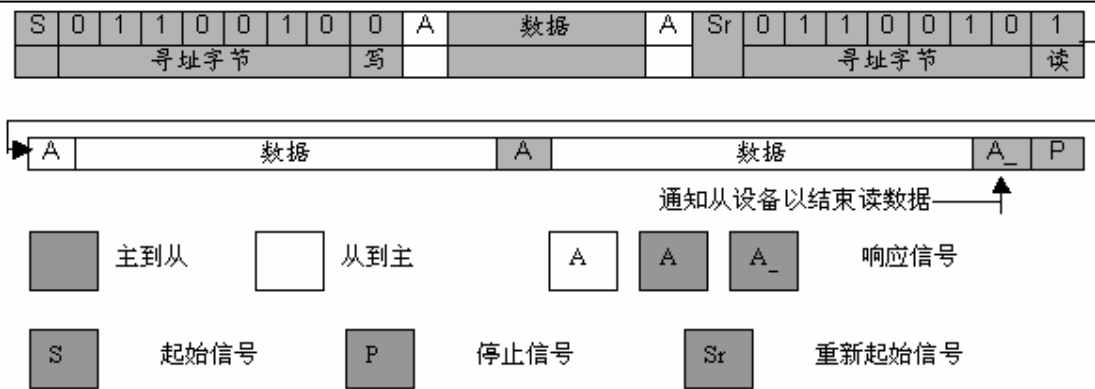 S 0 1 1 0 0 1 0 0 A 数据 A Sr 0 1 1 0 0 1 0 1
寻址字节 写 寻址字节 读
A 数据 A 数据 A_ P
通知从设备以结束读数据
主到从 从到主 A A A_ 响应信号
S 起始信号 P 停止信号 Sr 重新起始信号